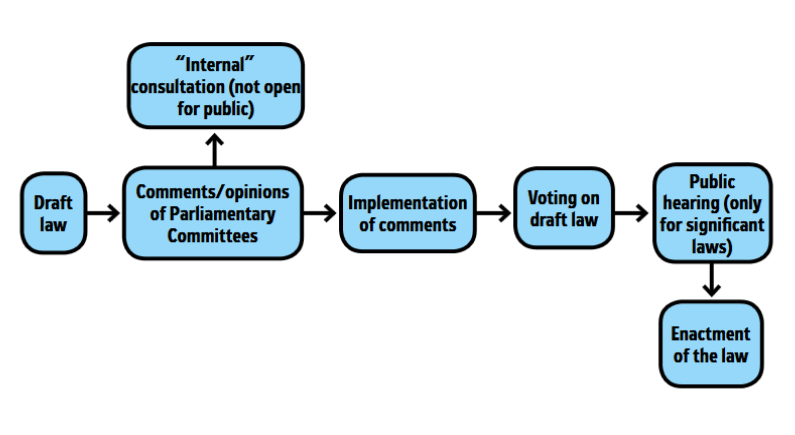 “Internal”
consultation (not open
for public)
Draft
law
Comments/opinions
of Parliamentary
Committees
Implementation
of comments
Voting on
draft law
Public
hearing (only
for significant
laws)
Enactment
of the law